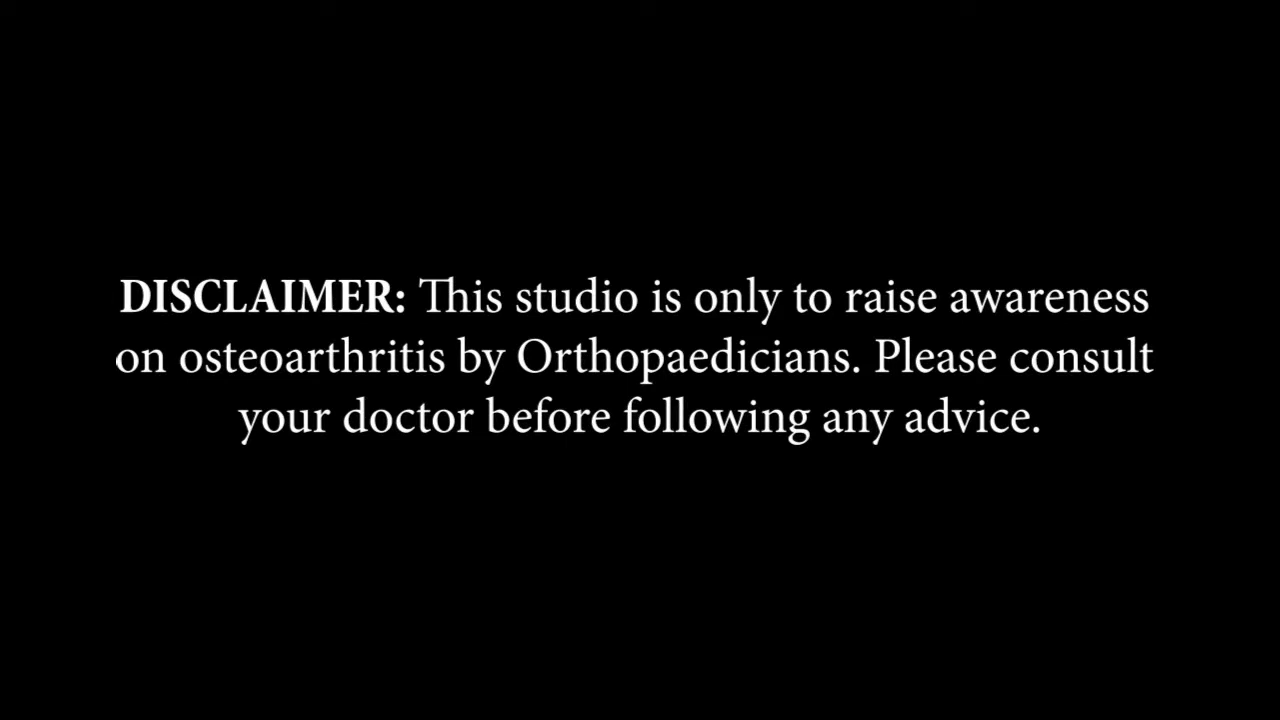 DISCLAIMER: This studio is only to raise awareness
on osteoarthritis by Orthopaedicians. Please consult
your doctor before following any advice.